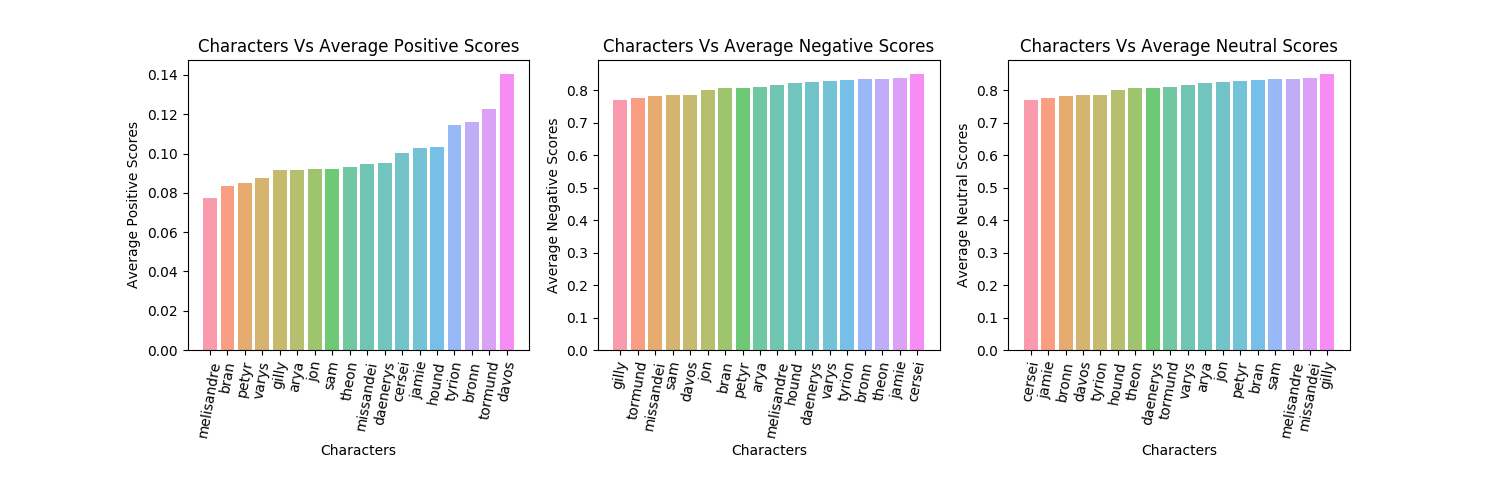 Characters Vs Average Positive Scores
Average Positive Scores
0.14
0.12
0.10
0.08
0.06
0.04
0.02
0.00
melisandre
bran
petyr
varys
gilly
arya
jon
sam
theon
missandei
daenerys
cersei
jamie
hound
tyrion
bronn
tormund
davos
Characters
Characters Vs Average Negative Scores
Average Negative Scores
0.8
0.7
0.6
0.5
0.4
0.3
0.2
0.1
0.0
gilly
tormund
missandei
sam
davos
jon
bran
petyr
arya
melisandre
hound
daenerys
varys
tyrion
bronn
theon
jamie
cersei
Characters
Characters Vs Average Neutral Scores
Average Neutral Scores
0.8
0.7
0.6
0.5
0.4
0.3
0.2
0.1
0.0
cersei
jamie
bronn
davos
tyrion
hound
theon
daenerys
tormund
varys
arya
jon
petyr
bran
sam
melisandre
missandei
gilly
Characters